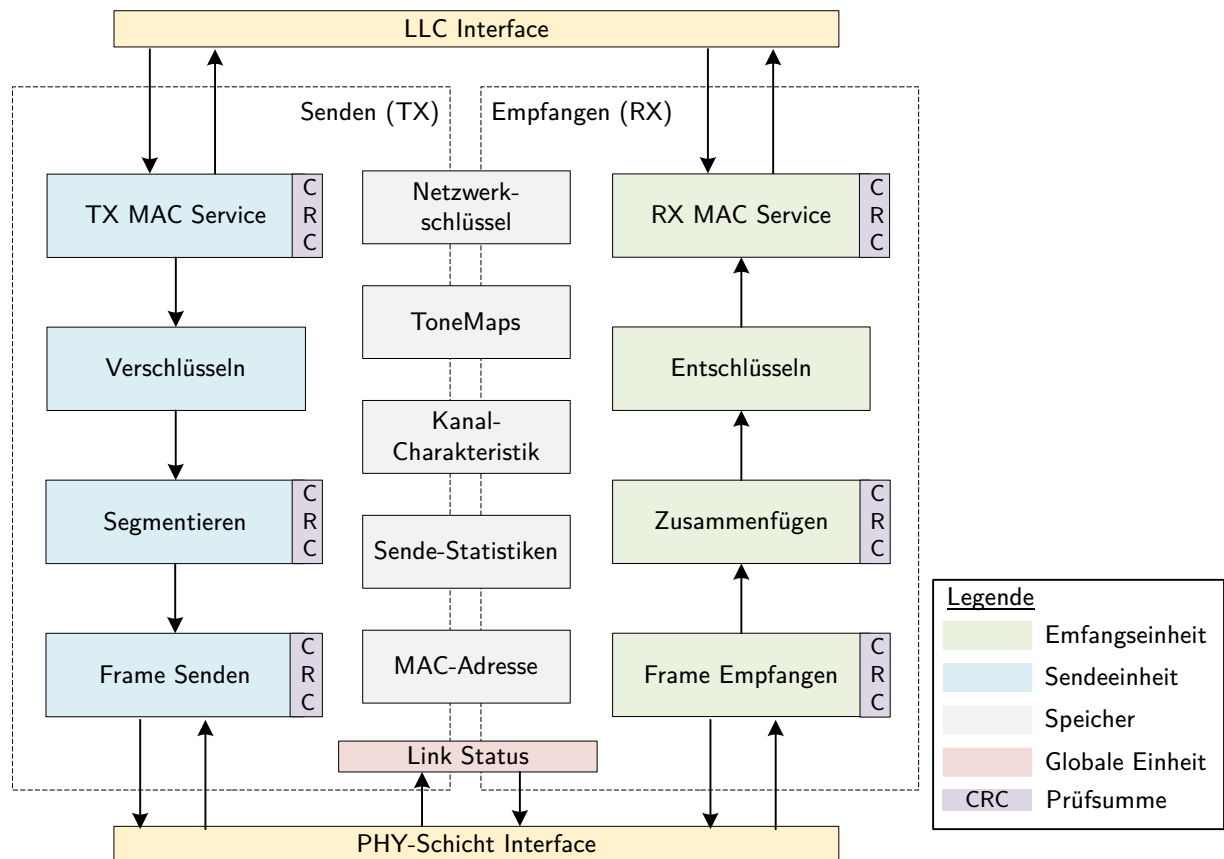 LLC Interface
Senden (TX)
Empfangen (RX)
TX MAC Service
C
R
C
Netzwerk-
schlüssel
RX MAC Service
C
R
C
ToneMaps
Verschlüsseln
Entschlüsseln
Kanal-
Charakteristik
Segmentieren
C
R
C
Sende-Statistiken
Zusammenfügen
C
R
C
Frame Senden
C
R
C
MAC-Adresse
Frame Empfangen
C
R
C
Link Status
PHY-Schicht Interface
Legende
Emfangseinheit
Sendeeinheit
Speicher
Globale Einheit
CRC Prüfsumme